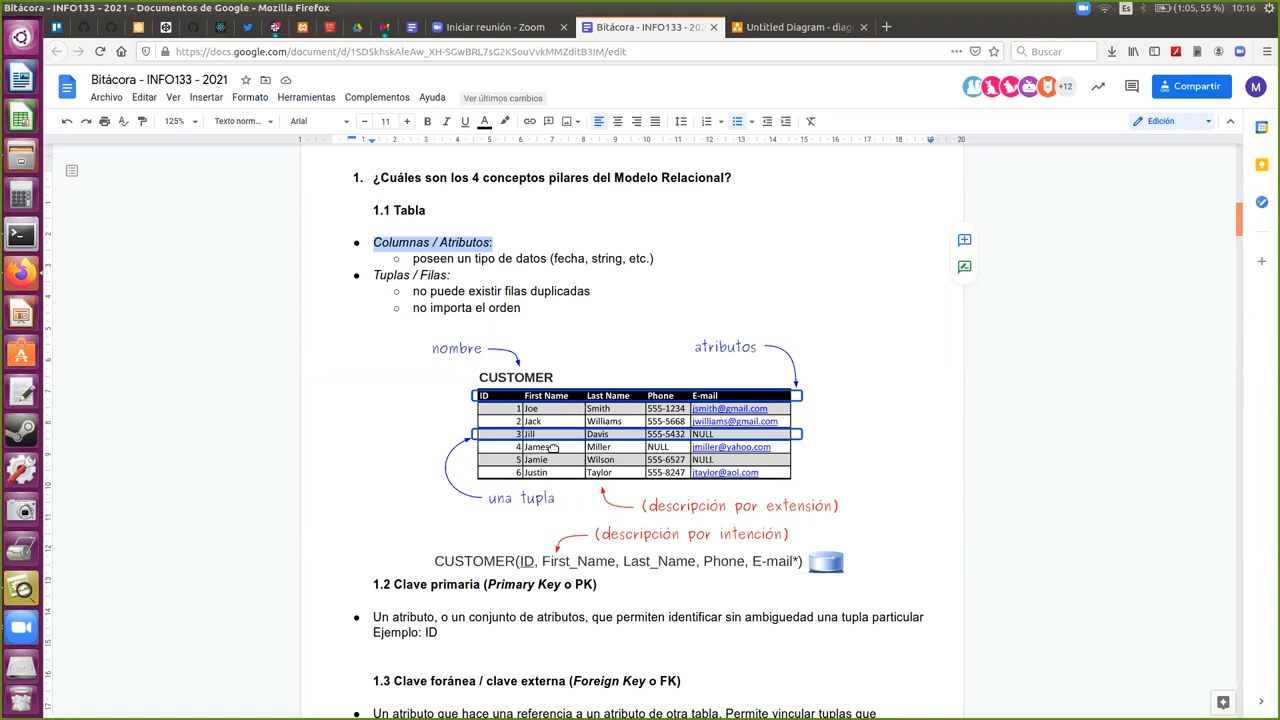 Bitácora - INFO133 - 2021 - Documentos de Google - Mozilla Firefox
Es
(1:05, 55 %)
10:16
Iniciar reunión - Zoom
Bitácora - INFO133 - 202
Untitled Diagram - diag
https://docs.google.com/document/d/1SD5khskAleAw_XH-SGwBRL7sG2KSouVvkMMZditB3IM/edit
Buscar
Bitácora - INFO133 - 2021
Archivo Editar Ver Insertar Formato Herramientas Complementos Ayuda
Ver últimos cambios
+12
Compartir
M
125%
Texto norm...
Arial
11
Edición
1. ¿Cuáles son los 4 conceptos pilares del Modelo Relacional?
1.1 Tabla
Columnas / Atributos:
poseen un tipo de datos (fecha, string, etc.)
Tuplas / Filas:
no puede existir filas duplicadas
no importa el orden
nombre
atributos
CUSTOMER
ID First Name Last Name Phone E-mail
1 Joe Smith 555-1234 jsmith@gmail.com
2 Jack Williams 555-5668 jwilliams@gmail.com
3 Jill Davis 555-5432 NULL
4 James Miller NULL jmiller@yahoo.com
5 Jamie Wilson 555-6527 NULL
6 Justin Taylor 555-8247 jtaylor@aol.com
una tupla
(descripción por extensión)
(descripción por intención)
CUSTOMER(ID, First_Name, Last_Name, Phone, E-mail*)
1.2 Clave primaria (Primary Key o PK)
Un atributo, o un conjunto de atributos, que permiten identificar sin ambiguedad una tupla particular
Ejemplo: ID
1.3 Clave foránea / clave externa (Foreign Key o FK)
Un atributo que hace una referencia a un atributo de otra tabla. Permite vincular tuplas que